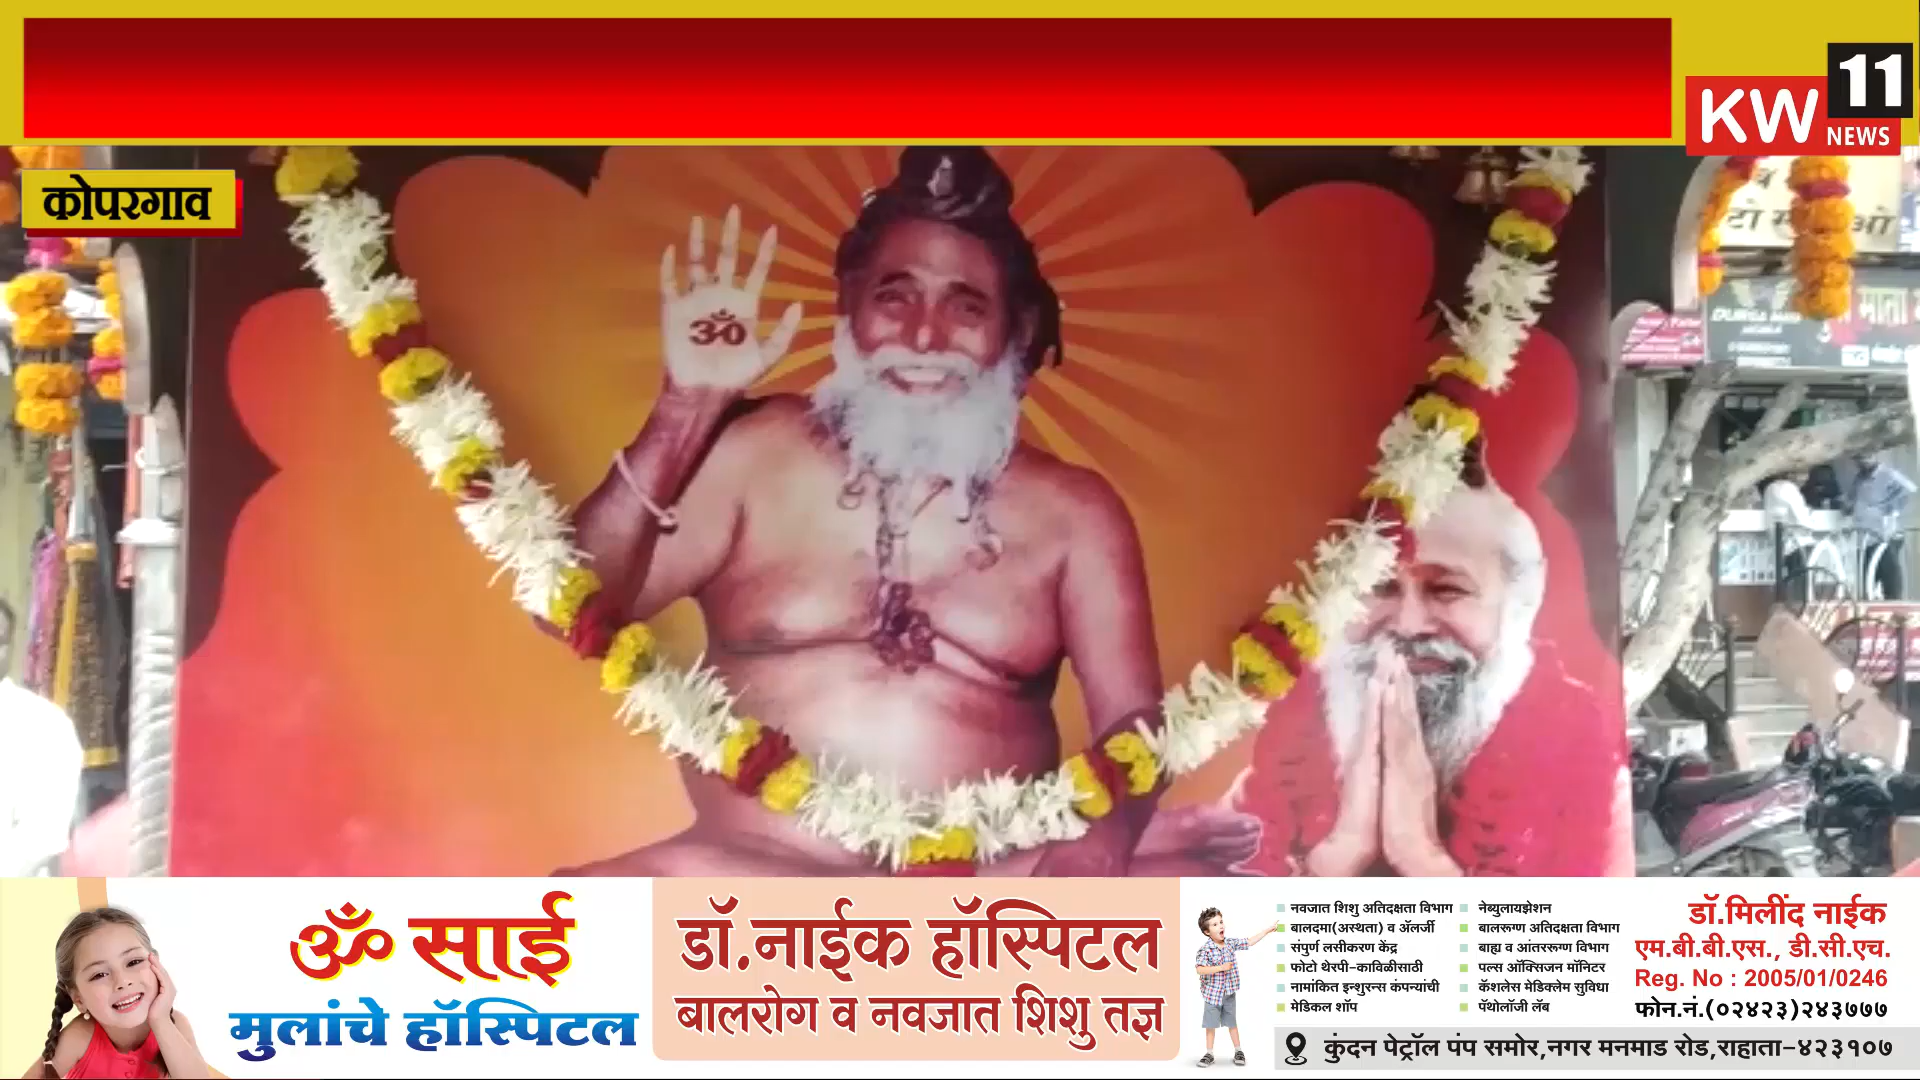 11
KW
NEWS
कोपरगाव
ॐ
ॐ साई
मुलांचे हॉस्पिटल
डॉ.नाईक हॉस्पिटल
बालरोग व नवजात शिशु तज्ञ
नवजात शिशु अतिदक्षता विभाग
बालदमा(अस्थता) व ॲलर्जी
संपुर्ण लसीकरण केंद्र
फोटो थेरपी-काविळीसाठी
नामांकित इन्शुरन्स कंपन्यांची
मेडिकल शॉप
नेब्युलायझेशन
बालरूग्ण अतिदक्षता विभाग
बाह्य व आंतररूग्ण विभाग
पल्स ऑक्सिजन मॉनिटर
कॅशलेस मेडिक्लेम सुविधा
पॅथोलॉजी लॅब
डॉ.मिलींद नाईक
एम.बी.बी.एस., डी.सी.एच.
Reg. No : 2005/01/0246
फोन.नं.(०२४२३)२४३७७७
कुंदन पेट्रॉल पंप समोर,नगर मनमाड रोड,राहाता-४२३१०७